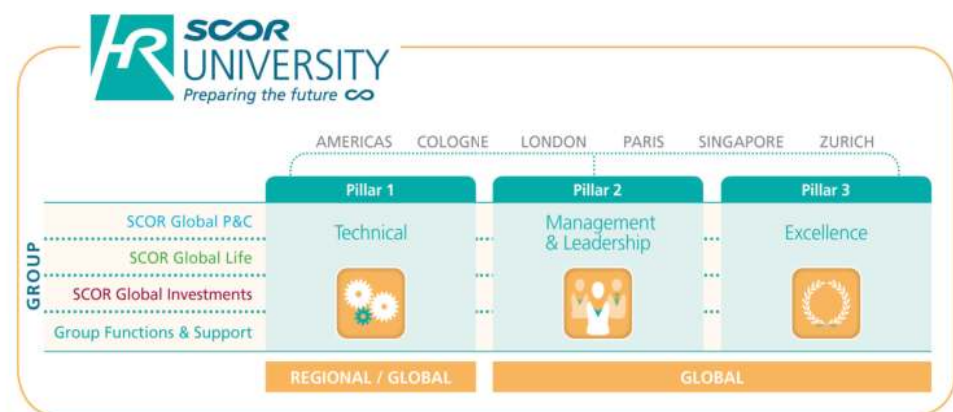 HR
SCOR
UNIVERSITY
Preparing the future
AMERICAS COLOGNE LONDON PARIS SINGAPORE ZURICH
Pillar 1 Pillar 2 Pillar 3
GROUP
SCOR Global P&C
SCOR Global Life
SCOR Global Investments
Group Functions & Support
Technical
Management
& Leadership
Excellence
REGIONAL / GLOBAL GLOBAL